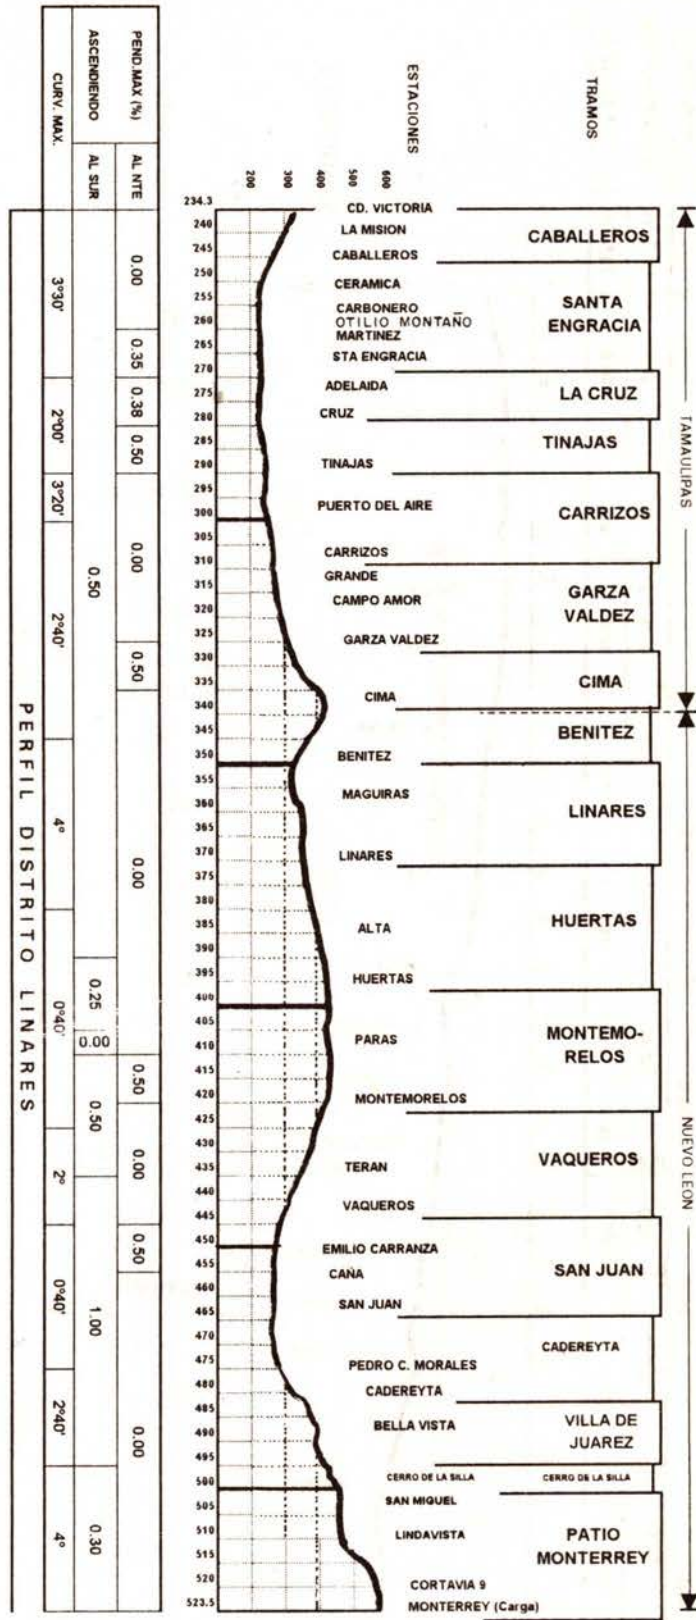 TRAMOS
ESTACIONES
TAMAULIPAS
NUEVO LEON
CABALLEROS
SANTA
ENGRACIA
LA CRUZ
TINAJAS
CARRIZOS
GARZA
VALDEZ
CIMA
BENITEZ
LINARES
HUERTAS
MONTEMO-
RELOS
VAQUEROS
SAN JUAN
CADEREYTA
VILLA DE
JUAREZ
CERRO DE LA SILLA
PATIO
MONTERREY
CD. VICTORIA
LA MISION
CABALLEROS
CERAMICA
CARBONERO
OTILIO MONTAÑO
MARTINEZ
STA ENGRACIA
ADELAIDA
CRUZ
TINAJAS
PUERTO DEL AIRE
CARRIZOS
GRANDE
CAMPO AMOR
GARZA VALDEZ
CIMA
BENITEZ
MAGUIRAS
LINARES
ALTA
HUERTAS
PARAS
MONTEMORELOS
TERAN
VAQUEROS
EMILIO CARRANZA
CAÑA
SAN JUAN
PEDRO C. MORALES
CADEREYTA
BELLA VISTA
CERRO DE LA SILLA
SAN MIGUEL
LINDAVISTA
CORTAVIA 9
MONTERREY (Carga)
600
500
400
300
200
234.3
240
245
250
255
260
265
270
275
280
285
290
295
300
305
310
315
320
325
330
335
340
345
350
355
360
365
370
375
380
385
390
395
400
405
410
415
420
425
430
435
440
445
450
455
460
465
470
475
480
485
490
495
500
505
510
515
520
523.5
PEND.MAX (%)
ASCENDIENDO
AL NTE
0.00
0.35
0.38
0.50
0.00
0.50
0.00
0.50
0.00
0.50
0.00
AL SUR
0.50
0.25
0.00
0.50
1.00
0.30
CURV. MAX.
3°30'
2°00'
3°20'
2°40'
4°
0°40'
2°
0°40'
2°40'
4°
PERFIL DISTRITO LINARES